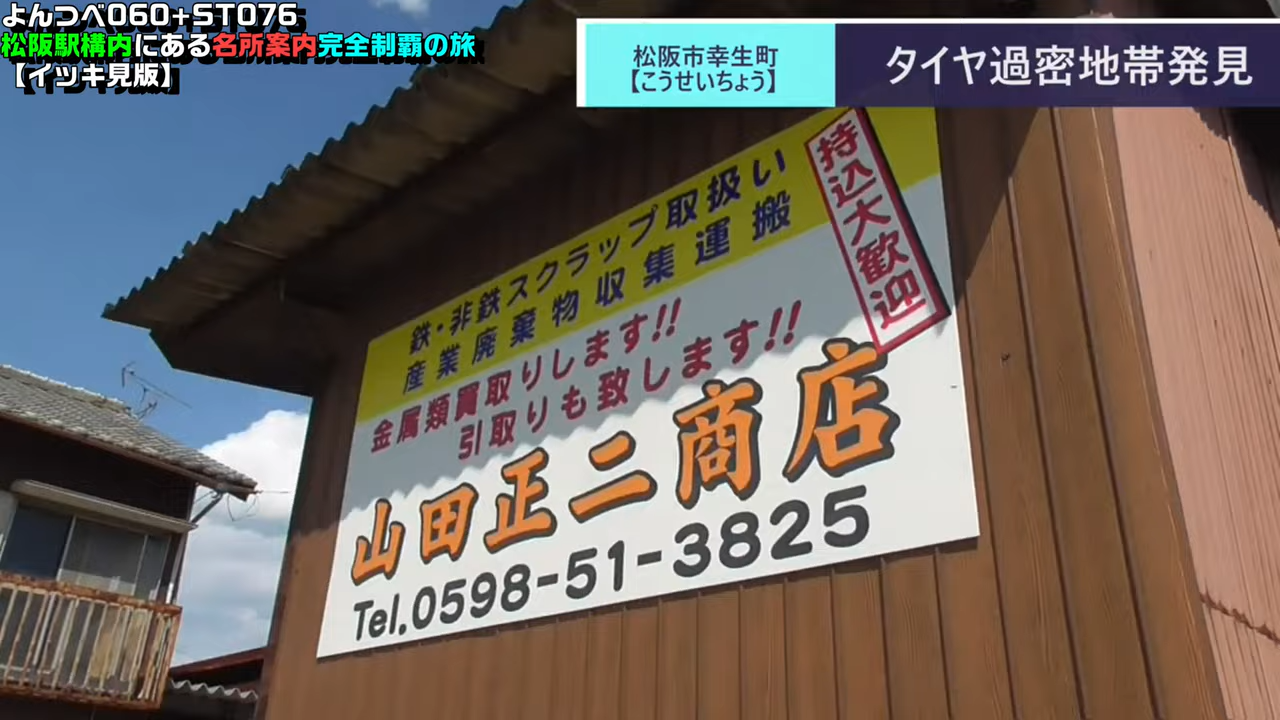 よんつべ060+ST076
松阪駅構内にある名所案内完全制覇の旅
【イツキ見版】
松阪市幸生町
【こうせいちょう】
タイヤ過密地帯発見
鉄・非鉄スクラップ取扱い
産業廃棄物収集運搬
持込大歓迎
金属類買取りします!!
引取りも致します!!
山田正二商店
Tel.0598-51-3825